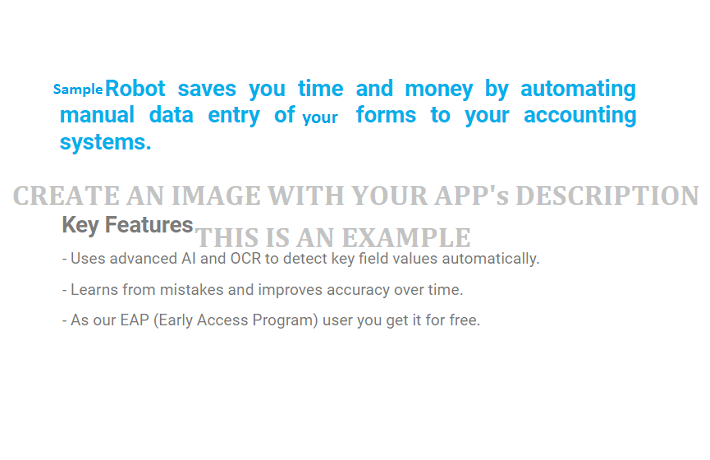 SampleRobot saves you time and money by automating
manual data entry of your forms to your accounting
systems.
CREATE AN IMAGE WITH YOUR APP's DESCRIPTION
Key Features
THIS IS AN EXAMPLE
- Uses advanced AI and OCR to detect key field values automatically.
- Learns from mistakes and improves accuracy over time.
- As our EAP (Early Access Program) user you get it for free.